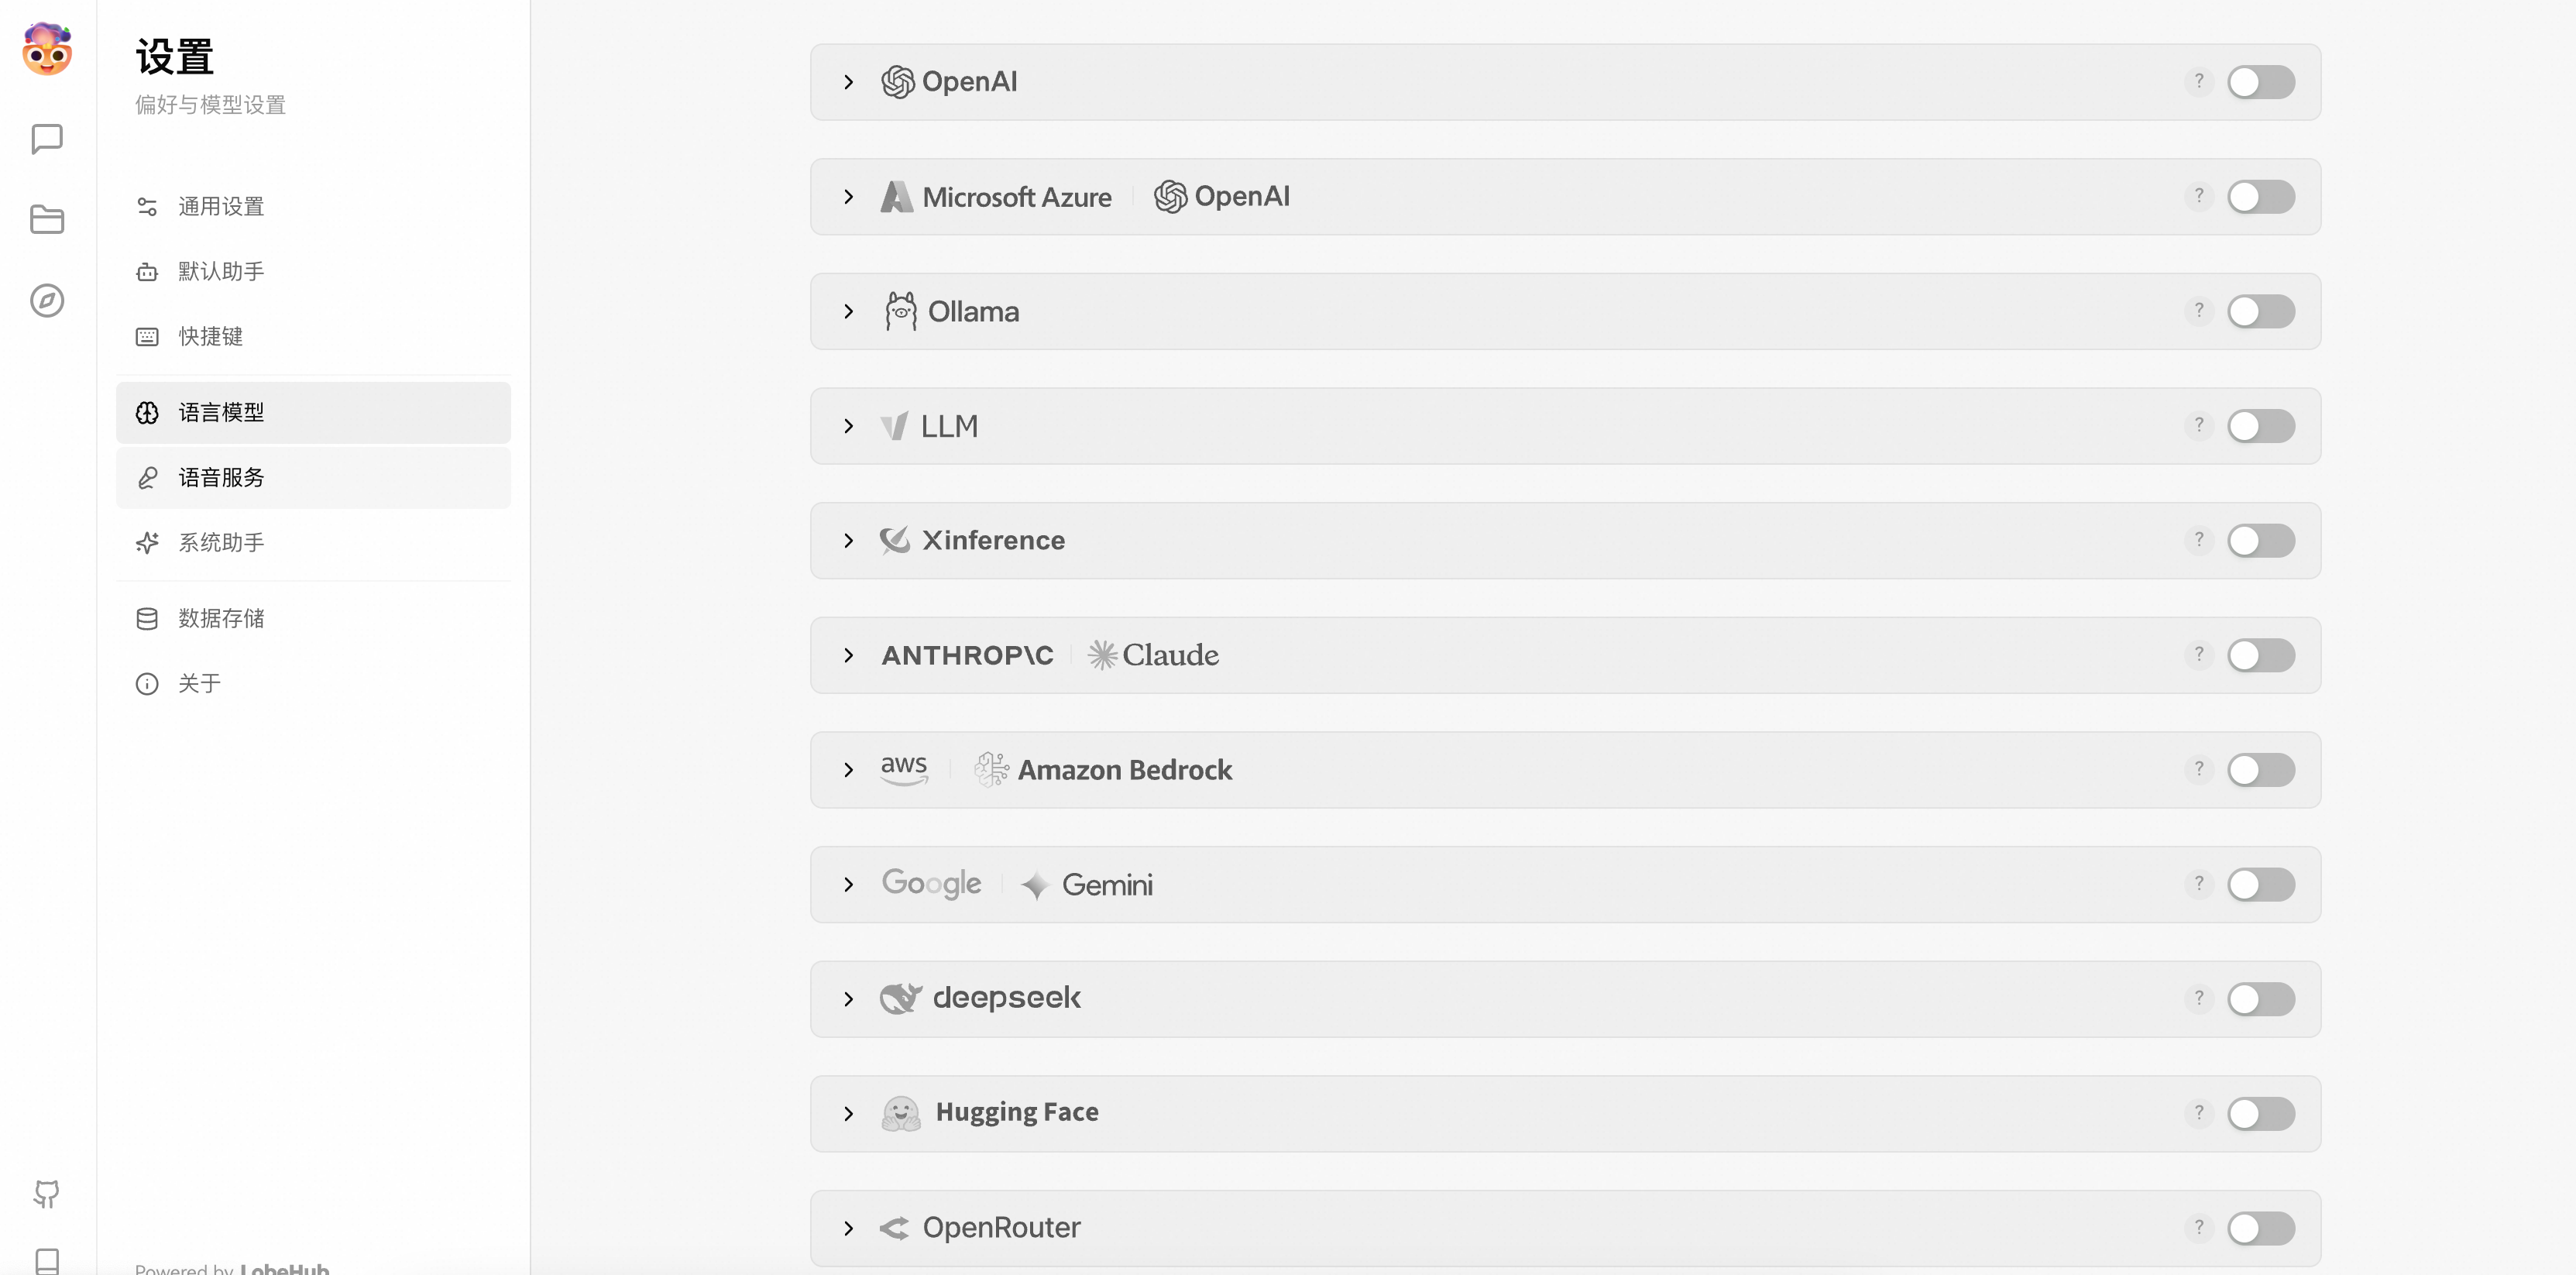 设置
偏好与模型设置
通用设置
默认助手
快捷键
语言模型
语音服务
系统助手
数据存储
关于
Powered by LobeHub
OpenAI ?
Microsoft Azure OpenAI ?
Ollama ?
LLM ?
Xinference ?
ANTHROP\C Claude ?
aws Amazon Bedrock ?
Google Gemini ?
deepseek ?
Hugging Face ?
OpenRouter ?